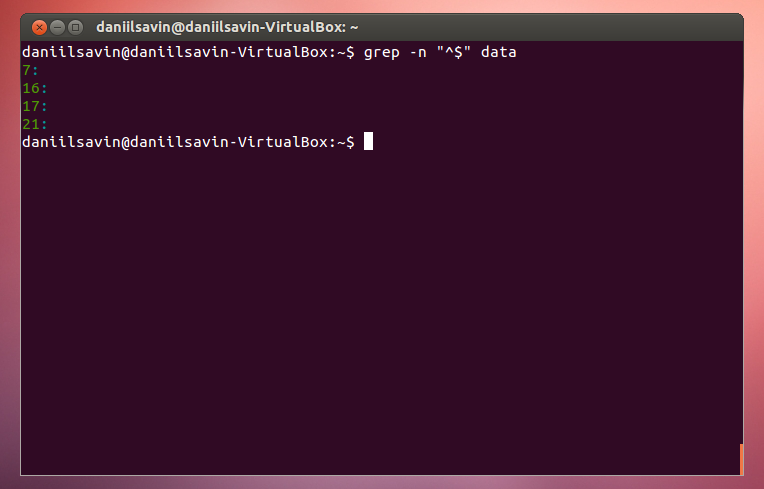 daniilsavin@daniilsavin-VirtualBox: ~
daniilsavin@daniilsavin-VirtualBox:~$ grep -n "^$" data
7:
16:
17:
21:
daniilsavin@daniilsavin-VirtualBox:~$